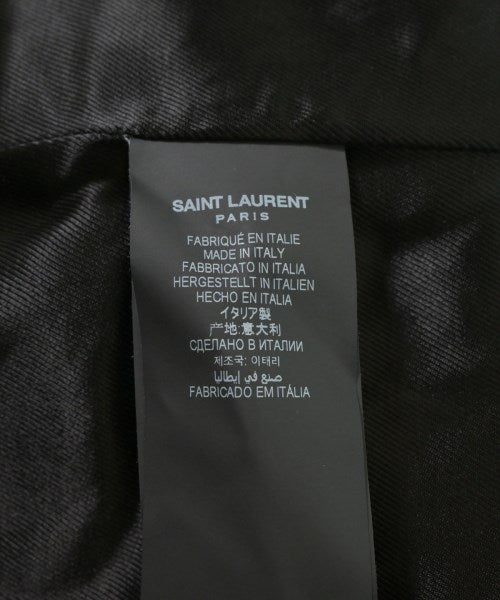 SAINT LAURENT
PARIS
FABRIQUÉ EN ITALIE
MADE IN ITALY
FABBRICATO IN ITALIA
HERGESTELLT IN ITALIEN
HECHO EN ITALIA
イタリア製
产地:意大利
СДЕЛАНО В ИТАЛИИ
제조국: 이태리
صنع في إيطاليا
FABRICADO EM ITÁLIA